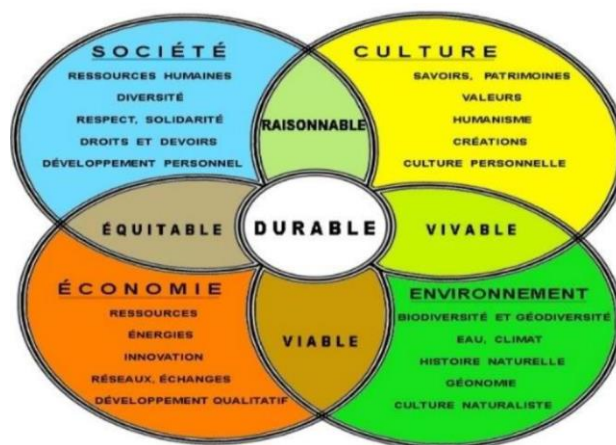 SOCIÉTÉ
RESSOURCES HUMAINES
DIVERSITÉ
RESPECT, SOLIDARITÉ
DROITS ET DEVOIRS
DÉVELOPPEMENT PERSONNEL
CULTURE
SAVOIRS, PATRIMOINES
VALEURS
HUMANISME
CRÉATIONS
CULTURE PERSONNELLE
RAISONNABLE
ÉQUITABLE
DURABLE
VIVABLE
ÉCONOMIE
RESSOURCES
ÉNERGIES
INNOVATION
RÉSEAUX, ÉCHANGES
DÉVELOPPEMENT QUALITATIF
VIABLE
ENVIRONNEMENT
BIODIVERSITÉ ET GÉODIVERSITÉ
EAU, CLIMAT
HISTOIRE NATURELLE
GÉONOMIE
CULTURE NATURALISTE